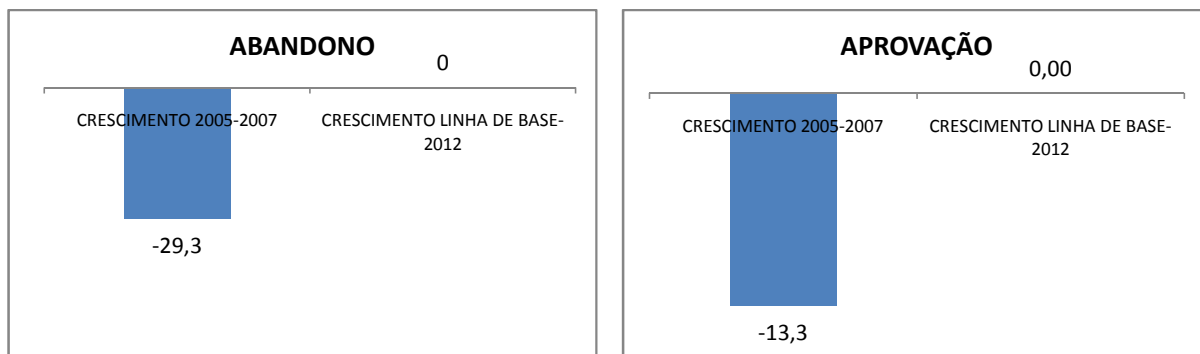 ABANDONO
0
CRESCIMENTO 2005-2007
CRESCIMENTO LINHA DE BASE-
2012
-29,3
APROVAÇÃO
0,00
CRESCIMENTO 2005-2007
CRESCIMENTO LINHA DE BASE-
2012
-13,3